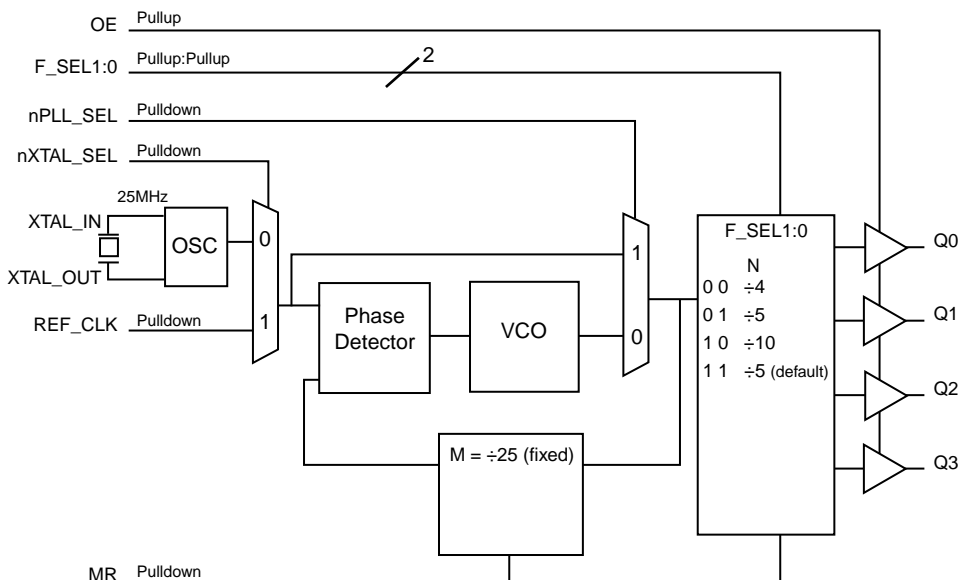 OE Pullup
F_SEL1:0 Pullup:Pullup 2
nPLL_SEL Pulldown
nXTAL_SEL Pulldown
25MHz
XTAL_IN
OSC
XTAL_OUT
REF_CLK Pulldown
0
1
Phase
Detector
VCO
1
0
M = ÷25 (fixed)
F_SEL1:0
N
0 0 ÷4
0 1 ÷5
1 0 ÷10
1 1 ÷5 (default)
Q0
Q1
Q2
Q3
MR Pulldown